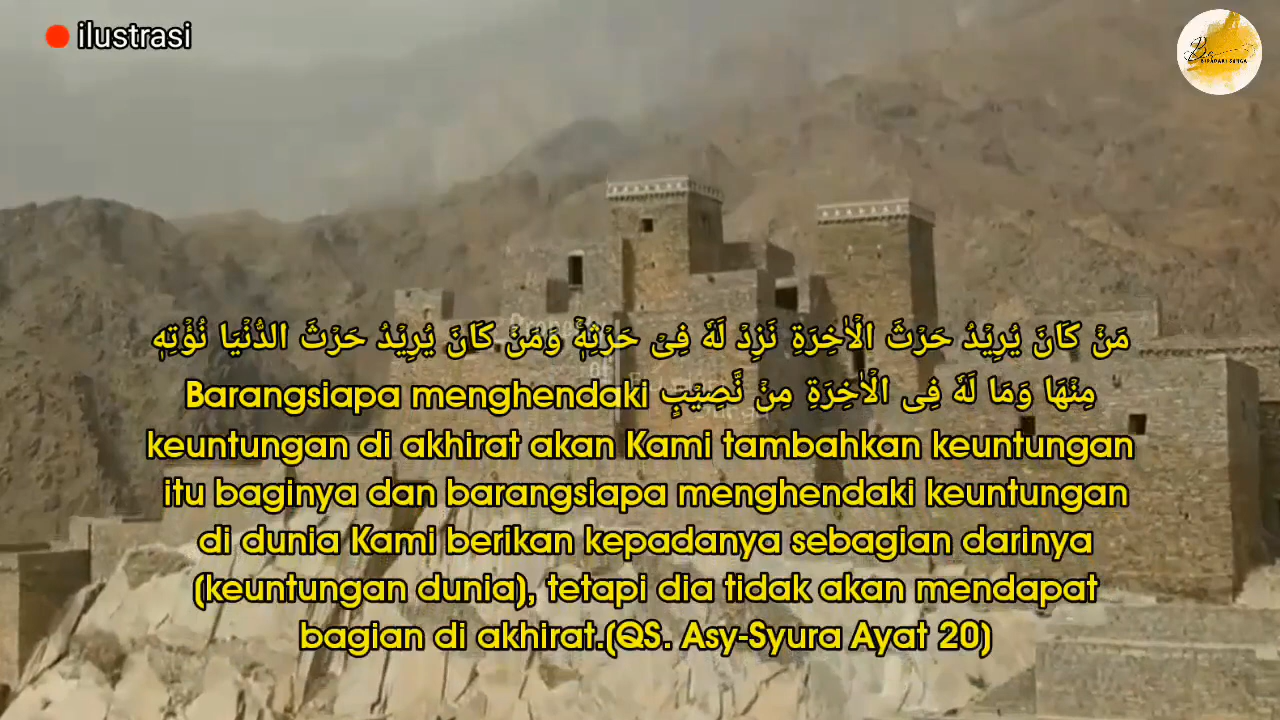 ilustrasi
BIDADARI SURGA
مَنْ كَانَ يُرِيْدُ حَرْثَ الْاٰخِرَةِ نَزِدْ لَهٗ فِيْ حَرْثِهٖۚ وَمَنْ كَانَ يُرِيْدُ حَرْثَ الدُّنْيَا نُؤْتِهٖ
مِنْهَا وَمَا لَهٗ فِى الْاٰخِرَةِ مِنْ نَّصِيْبٍ Barangsiapa menghendaki
keuntungan di akhirat akan Kami tambahkan keuntungan
itu baginya dan barangsiapa menghendaki keuntungan
di dunia Kami berikan kepadanya sebagian darinya
(keuntungan dunia), tetapi dia tidak akan mendapat
bagian di akhirat.(QS. Asy-Syura Ayat 20)